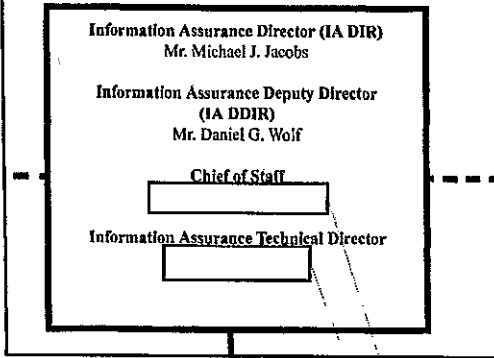 Information Assurance Director (IA DIR)
Mr. Michael J. Jacobs
Information Assurance Deputy Director
(IA DDIR)
Mr. Daniel G. Wolf
Chief of Staff
Information Assurance Technical Director